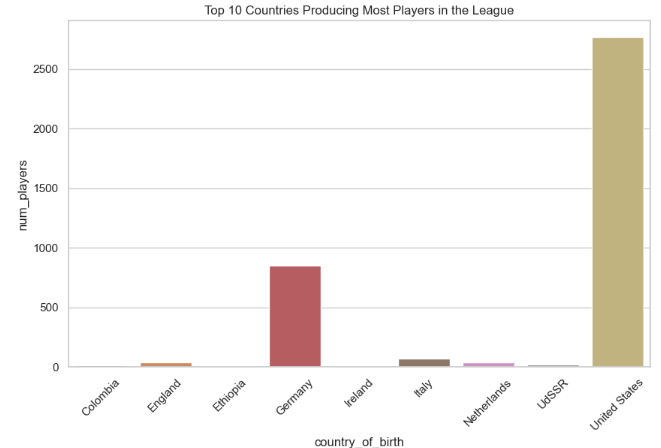 Top 10 Countries Producing Most Players in the League
2500
2000
1500
1000
500
0
num_players
Colombia
England
Ethiopia
Germany
Ireland
Italy
Netherlands
UdSSR
United States
country_of_birth